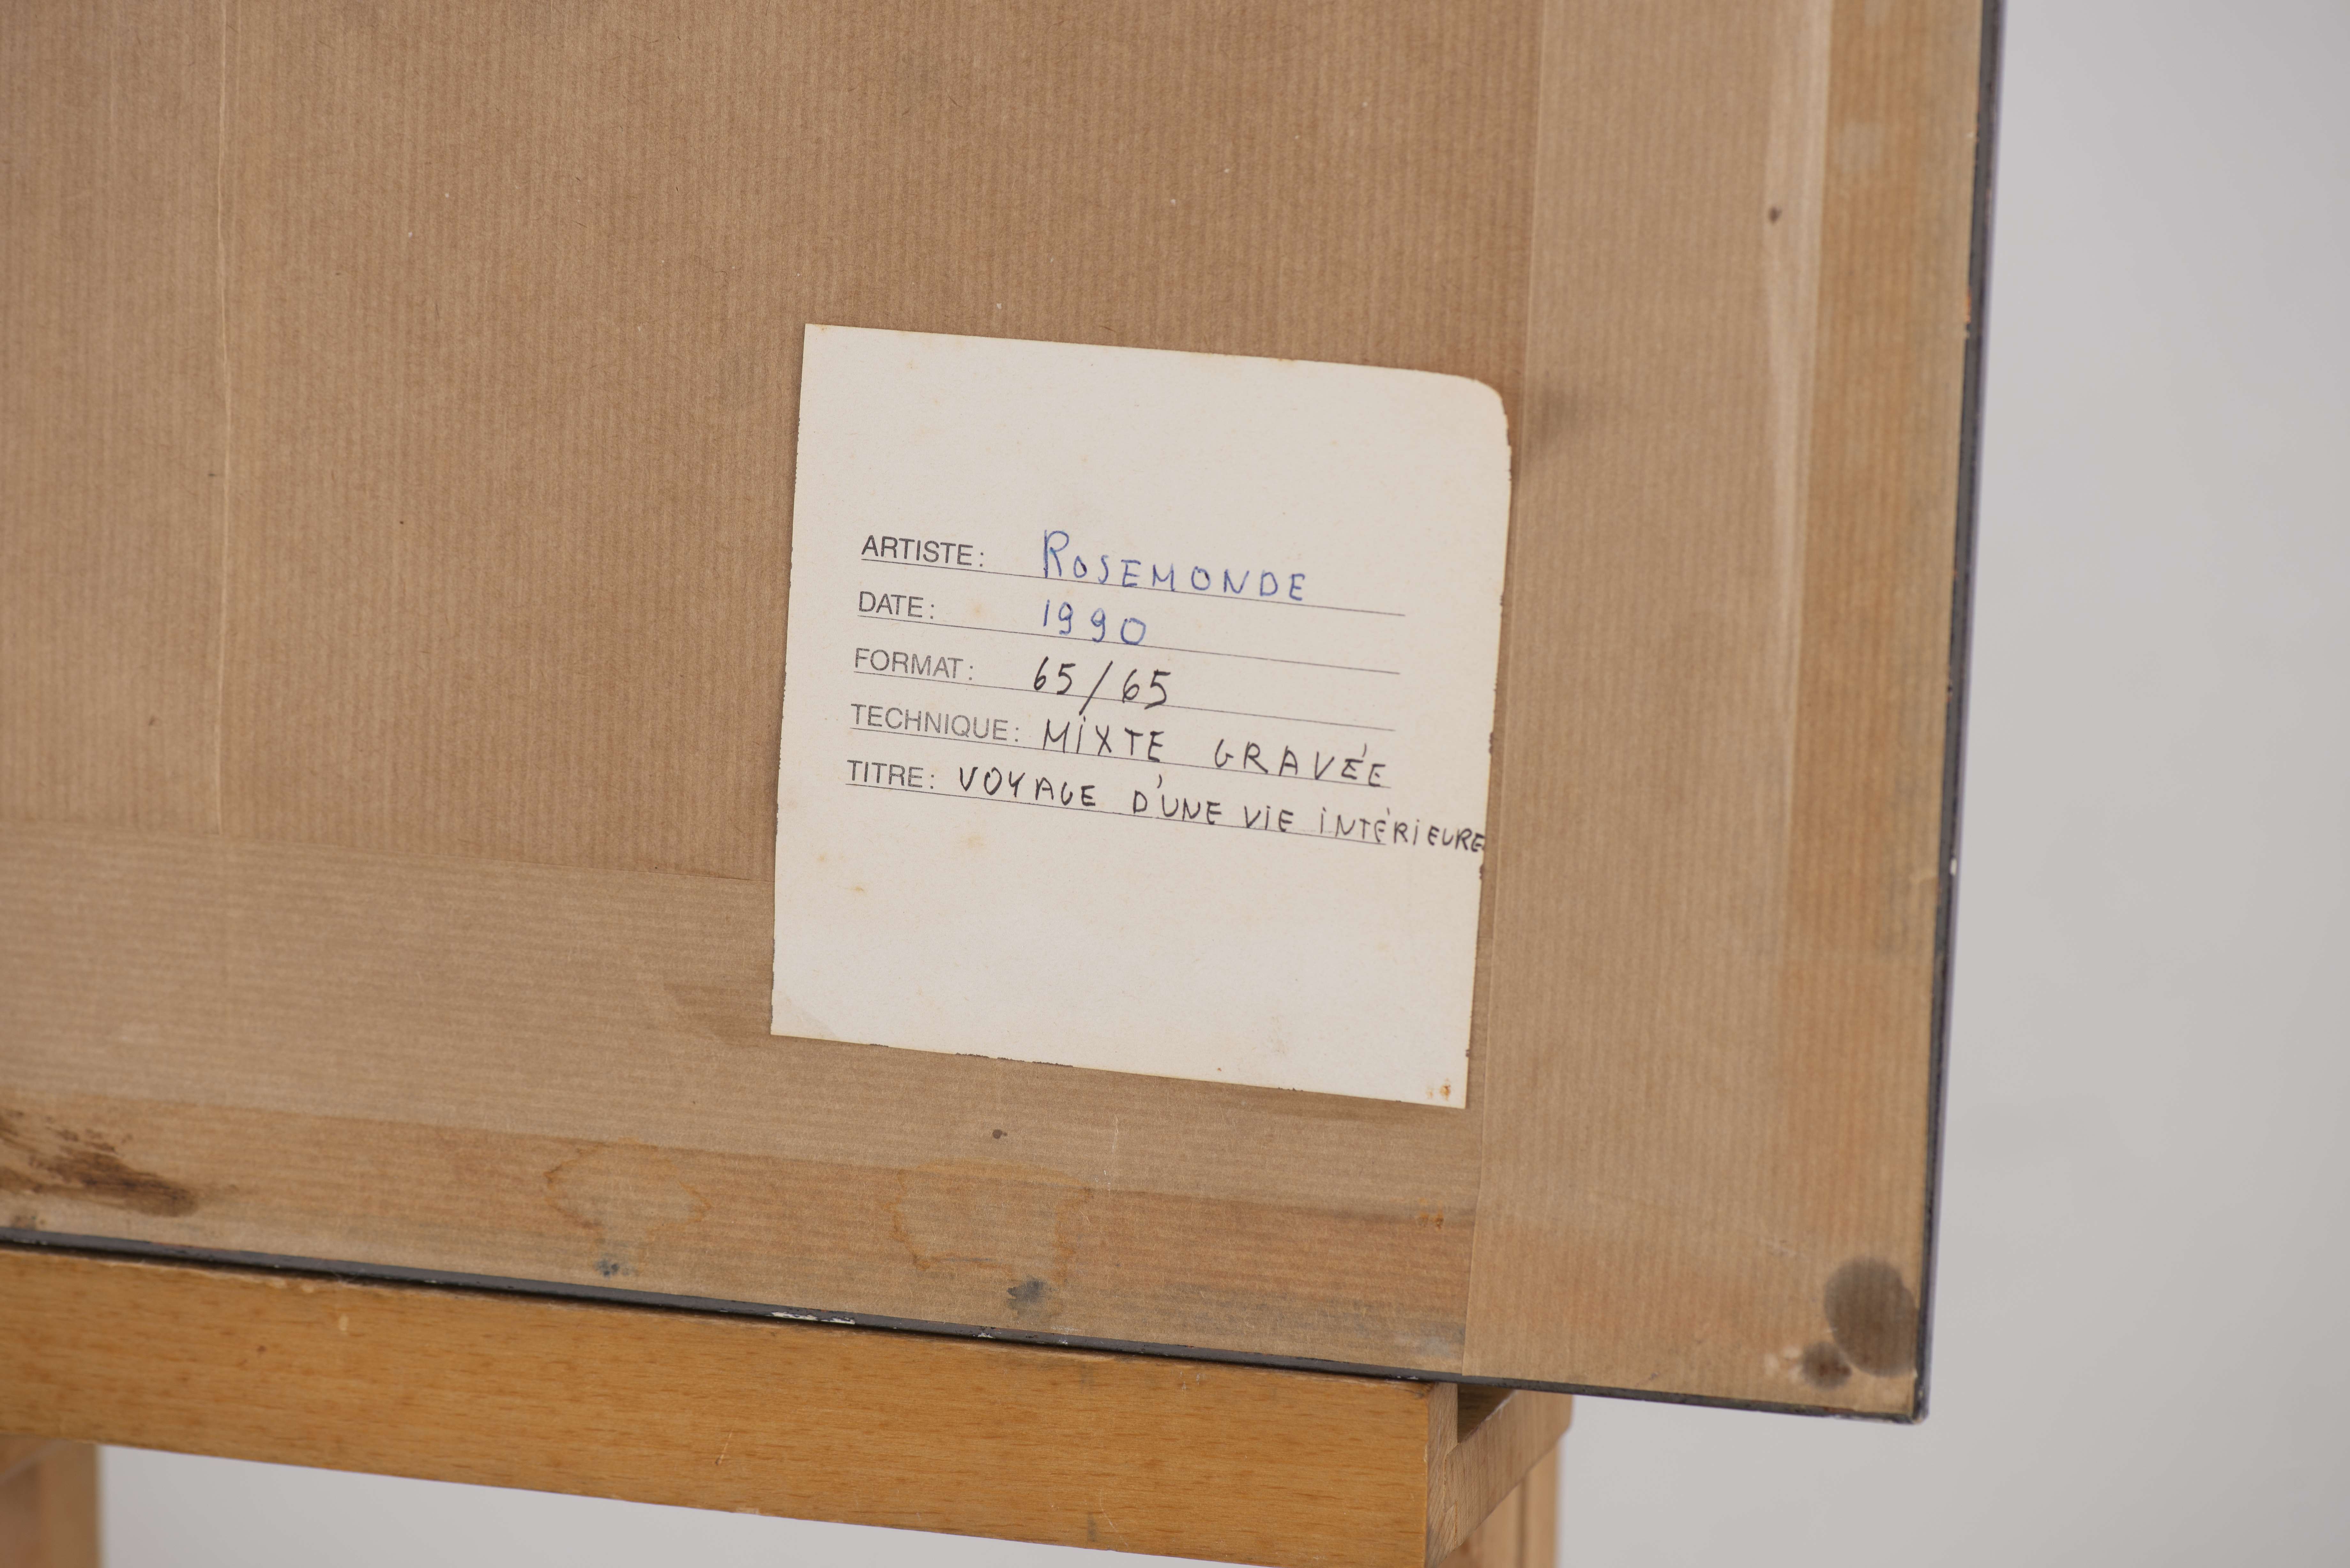 ARTISTE: ROSEMONDE
DATE: 1990
FORMAT: 65/65
TECHNIQUE: MIXTE GRAVÉE
TITRE: VOYAGE D'UNE VIE INTÉRIEURE